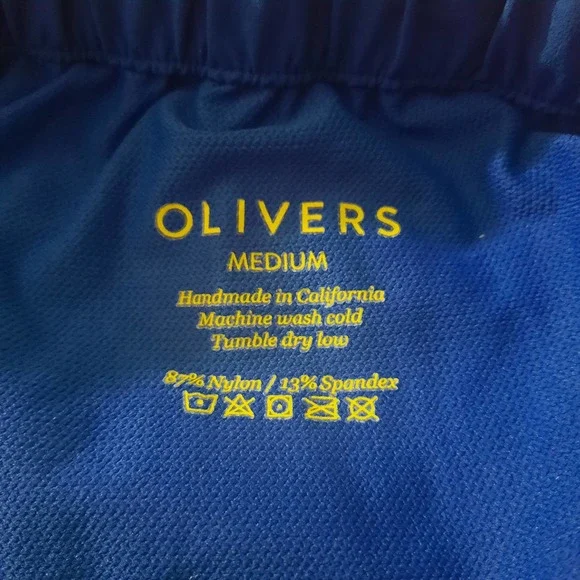 OLIVERS
MEDIUM
Handmade in California
Machine wash cold
Tumble dry low
87% Nylon / 13% Spandex